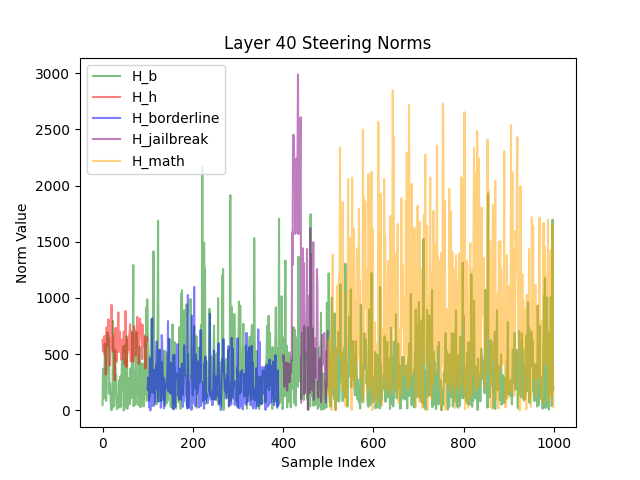 Layer 40 Steering Norms
H_b
H_h
H_borderline
H_jailbreak
H_math
Norm Value
3000
2500
2000
1500
1000
500
0
0 200 400 600 800 1000
Sample Index